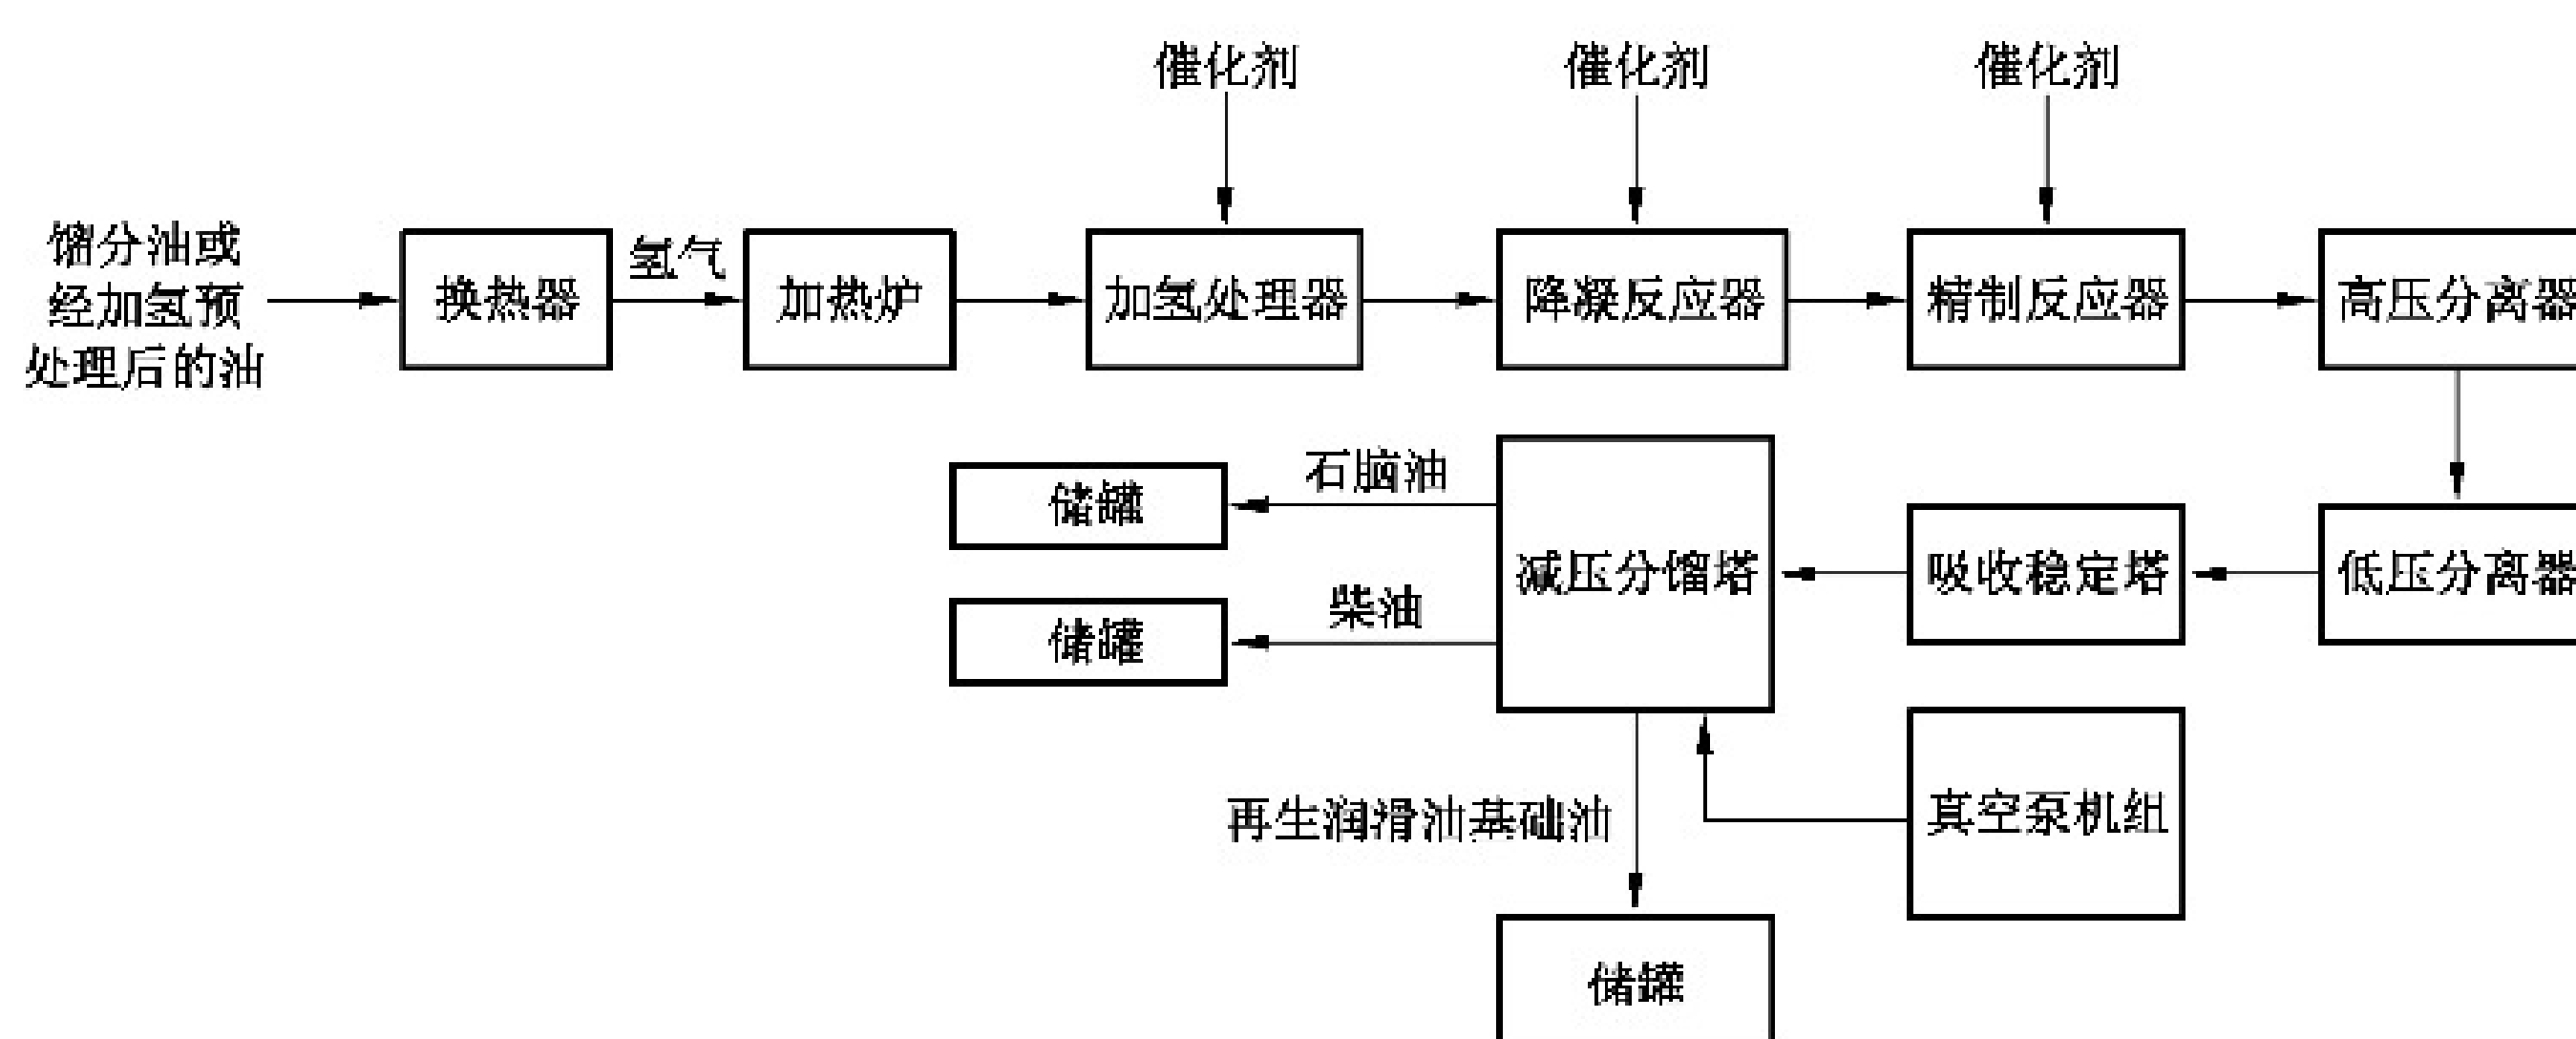 催化剂
催化剂
催化剂
馏分油或
经加氢预
处理后的油
换热器
氢气
加热炉
加氢处理器
降凝反应器
精制反应器
高压分离器
石脑油
储罐
柴油
储罐
减压分馏塔
吸收稳定塔
低压分离器
再生润滑油基础油
真空泵机组
储罐